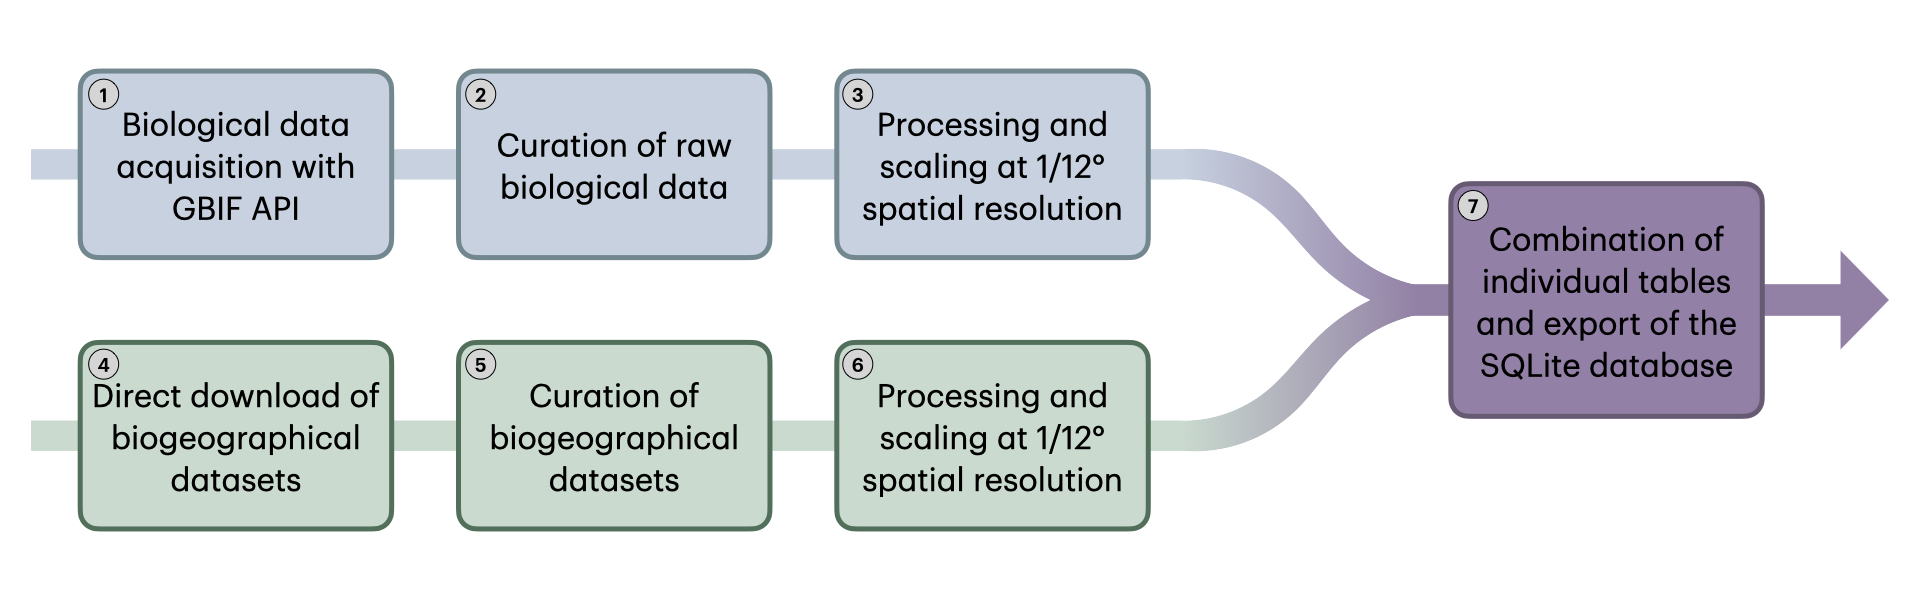 1
Biological data
acquisition with
GBIF API
2
Curation of raw
biological data
3
Processing and
scaling at 1/12°
spatial resolution
4
Direct download of
biogeographical
datasets
5
Curation of
biogeographical
datasets
6
Processing and
scaling at 1/12°
spatial resolution
7
Combination of
individual tables
and export of the
SQLite database